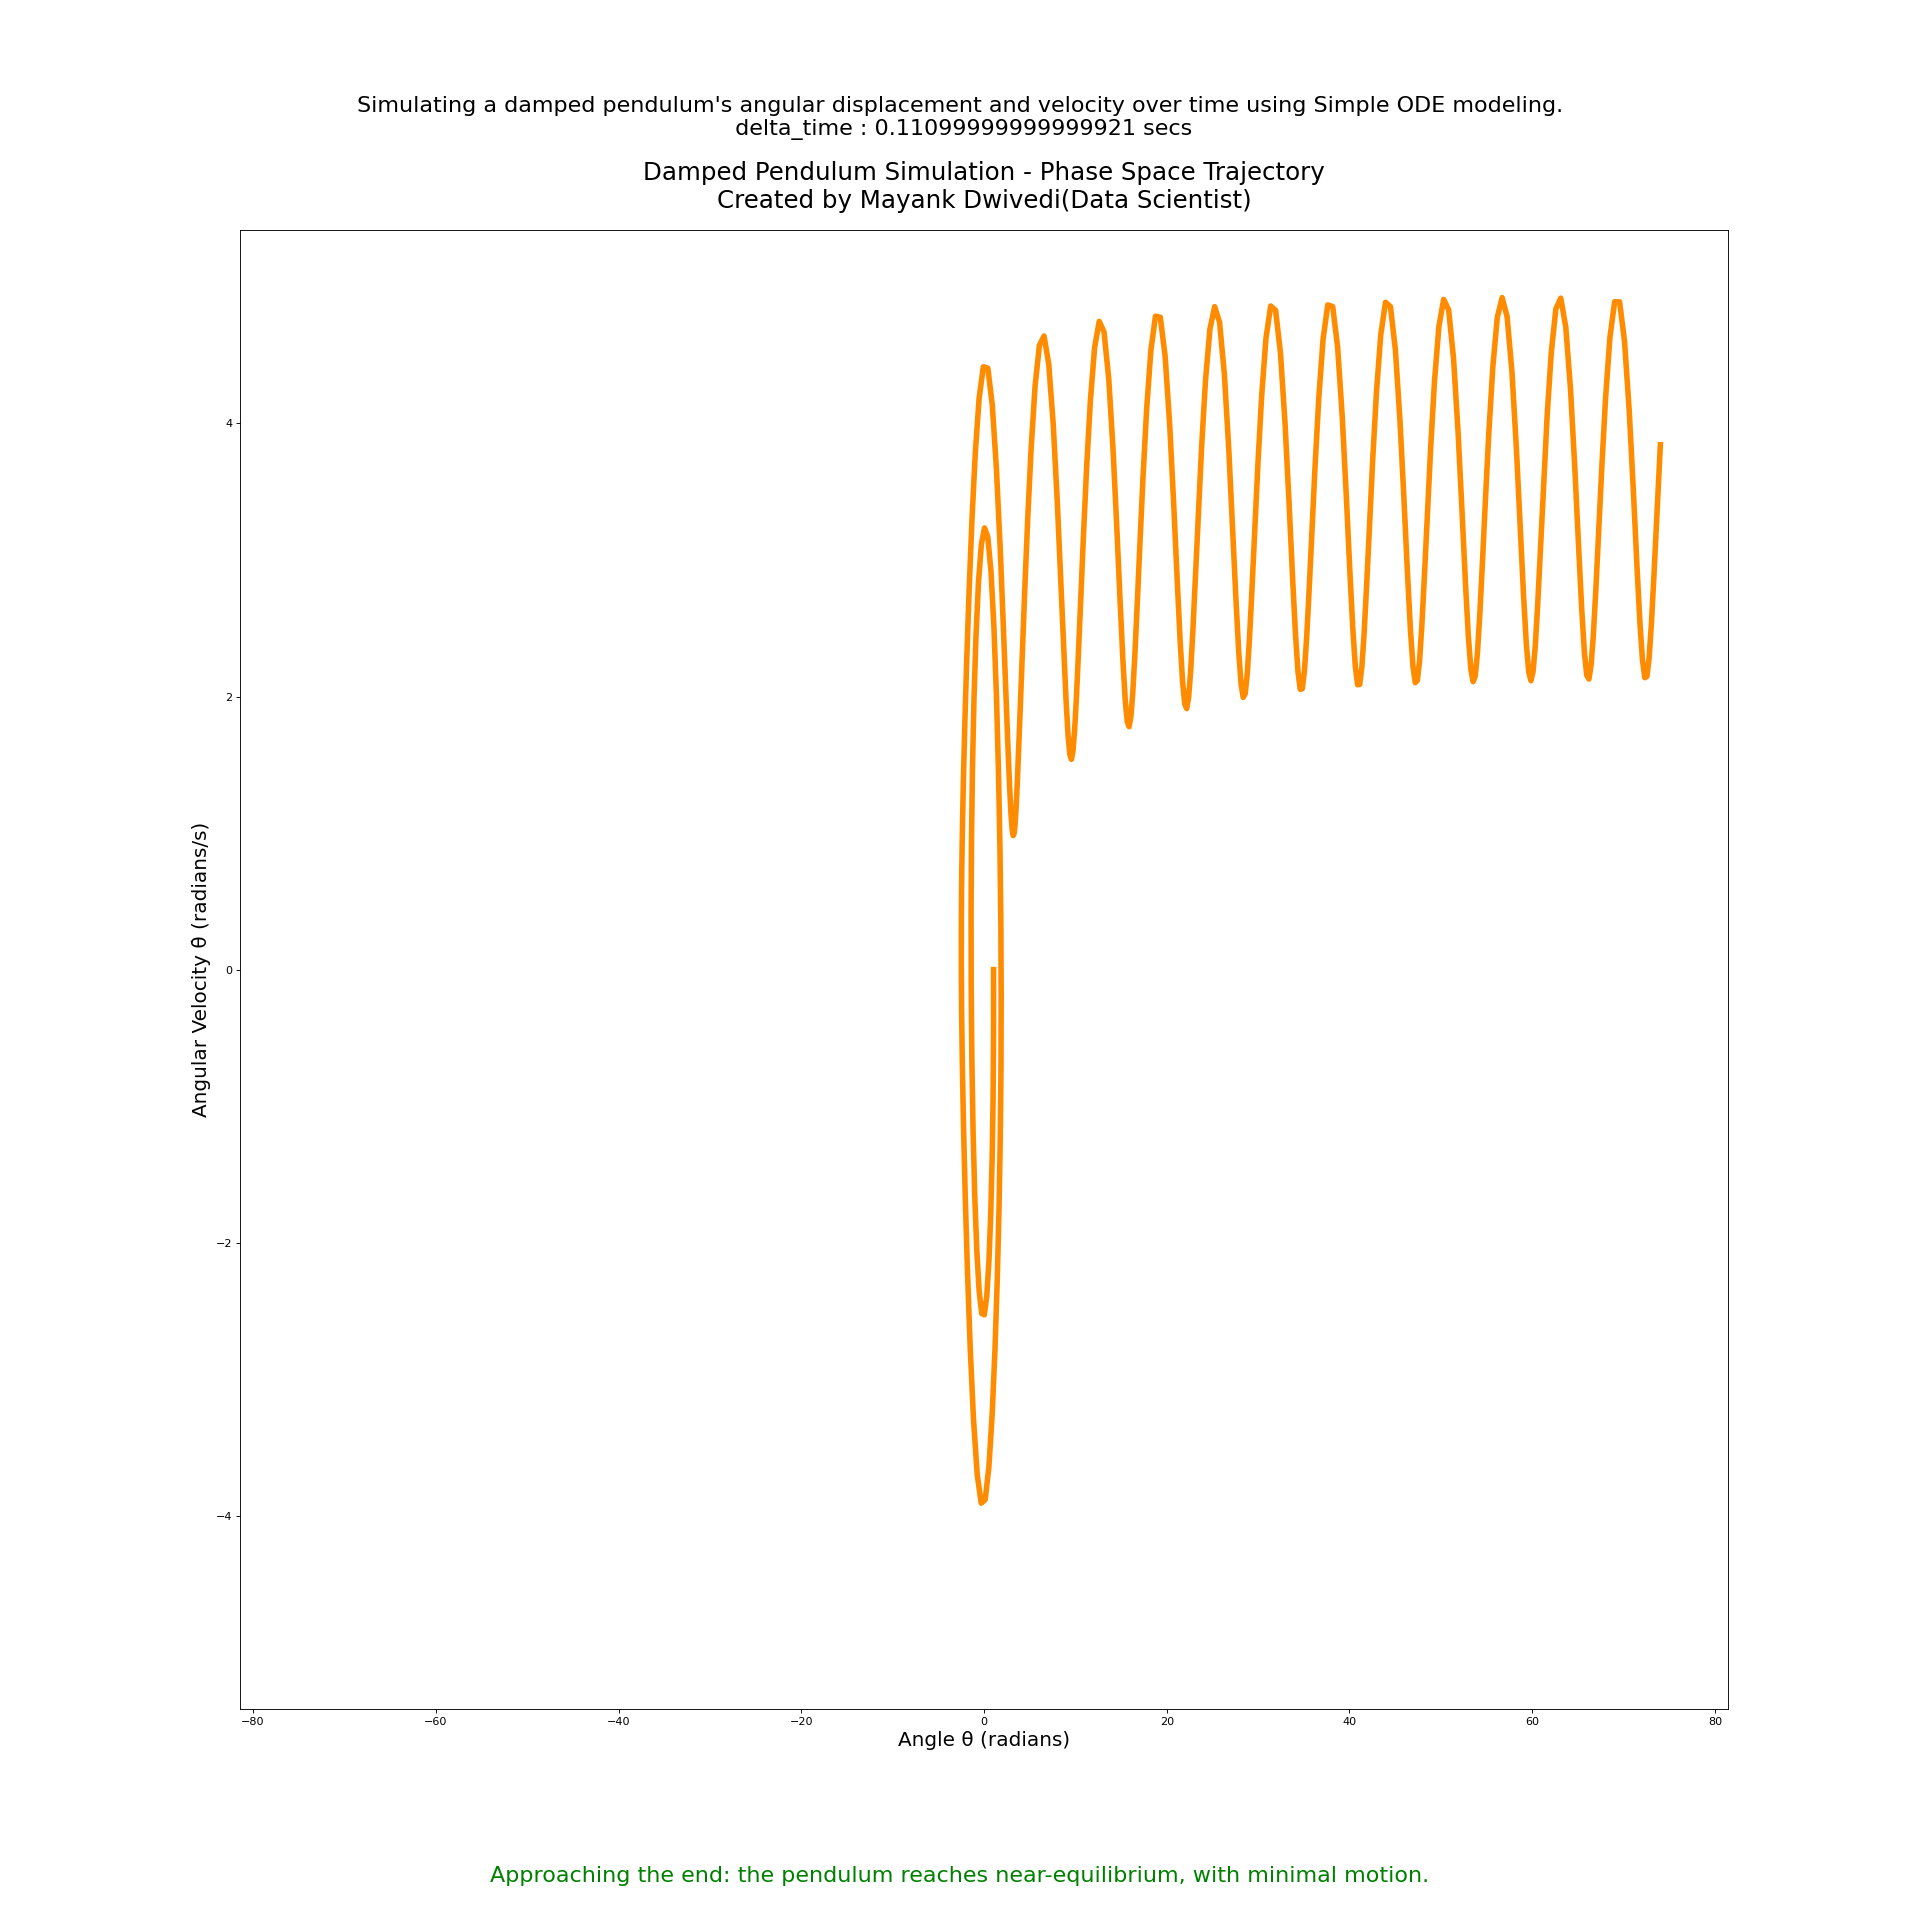 Simulating a damped pendulum's angular displacement and velocity over time using Simple ODE modeling.
delta_time : 0.11099999999999921 secs
Damped Pendulum Simulation - Phase Space Trajectory
Created by Mayank Dwivedi(Data Scientist)
Angular Velocity θ (radians/s)
4
2
0
−2
−4
−80
−60
−40
−20
0
20
40
60
80
Angle θ (radians)
Approaching the end: the pendulum reaches near-equilibrium, with minimal motion.